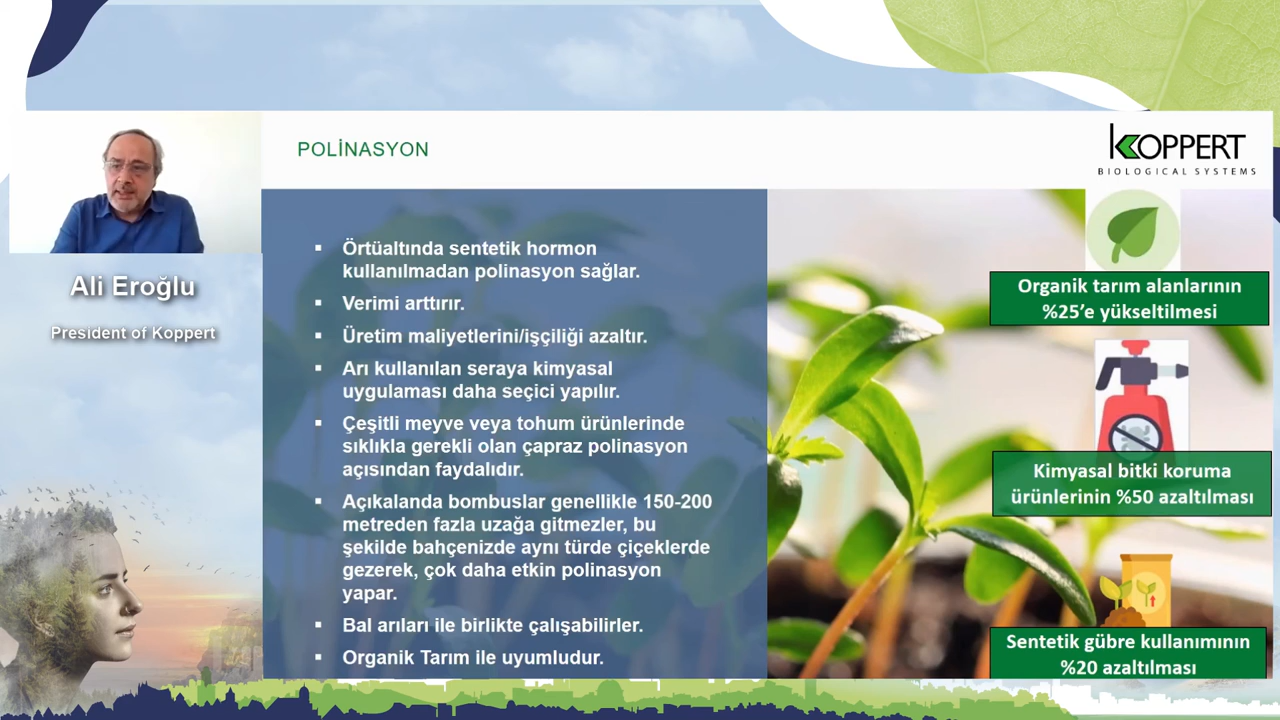 POLİNASYON
KOPPERT
BIOLOGICAL SYSTEMS
Ali Eroğlu
President of Koppert
▪ Örtüaltında sentetik hormon
kullanılmadan polinasyon sağlar.
▪ Verimi arttırır.
▪ Üretim maliyetlerini/işçiliği azaltır.
▪ Arı kullanılan seraya kimyasal
uygulaması daha seçici yapılır.
▪ Çeşitli meyve veya tohum ürünlerinde
sıklıkla gerekli olan çapraz polinasyon
açısından faydalıdır.
▪ Açıkalanda bombuslar genellikle 150-200
metreden fazla uzağa gitmezler, bu
şekilde bahçenizde aynı türde çiçeklerde
gezerek, çok daha etkin polinasyon
yapar.
▪ Bal arıları ile birlikte çalışabilirler.
▪ Organik Tarım ile uyumludur.
Organik tarım alanlarının
%25’e yükseltilmesi
Kimyasal bitki koruma
ürünlerinin %50 azaltılması
Sentetik gübre kullanımının
%20 azaltılması